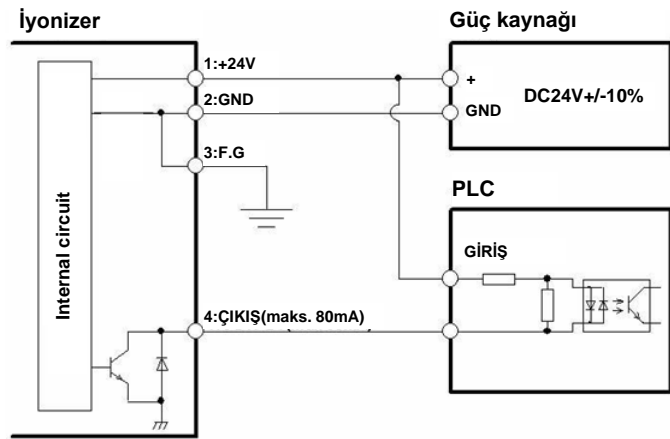 İyonizer
Güç kaynağı
1:+24V
+
DC24V+/-10%
2:GND
GND
3:F.G
PLC
Internal circuit
GİRİŞ
4:ÇIKIŞ(maks. 80mA)